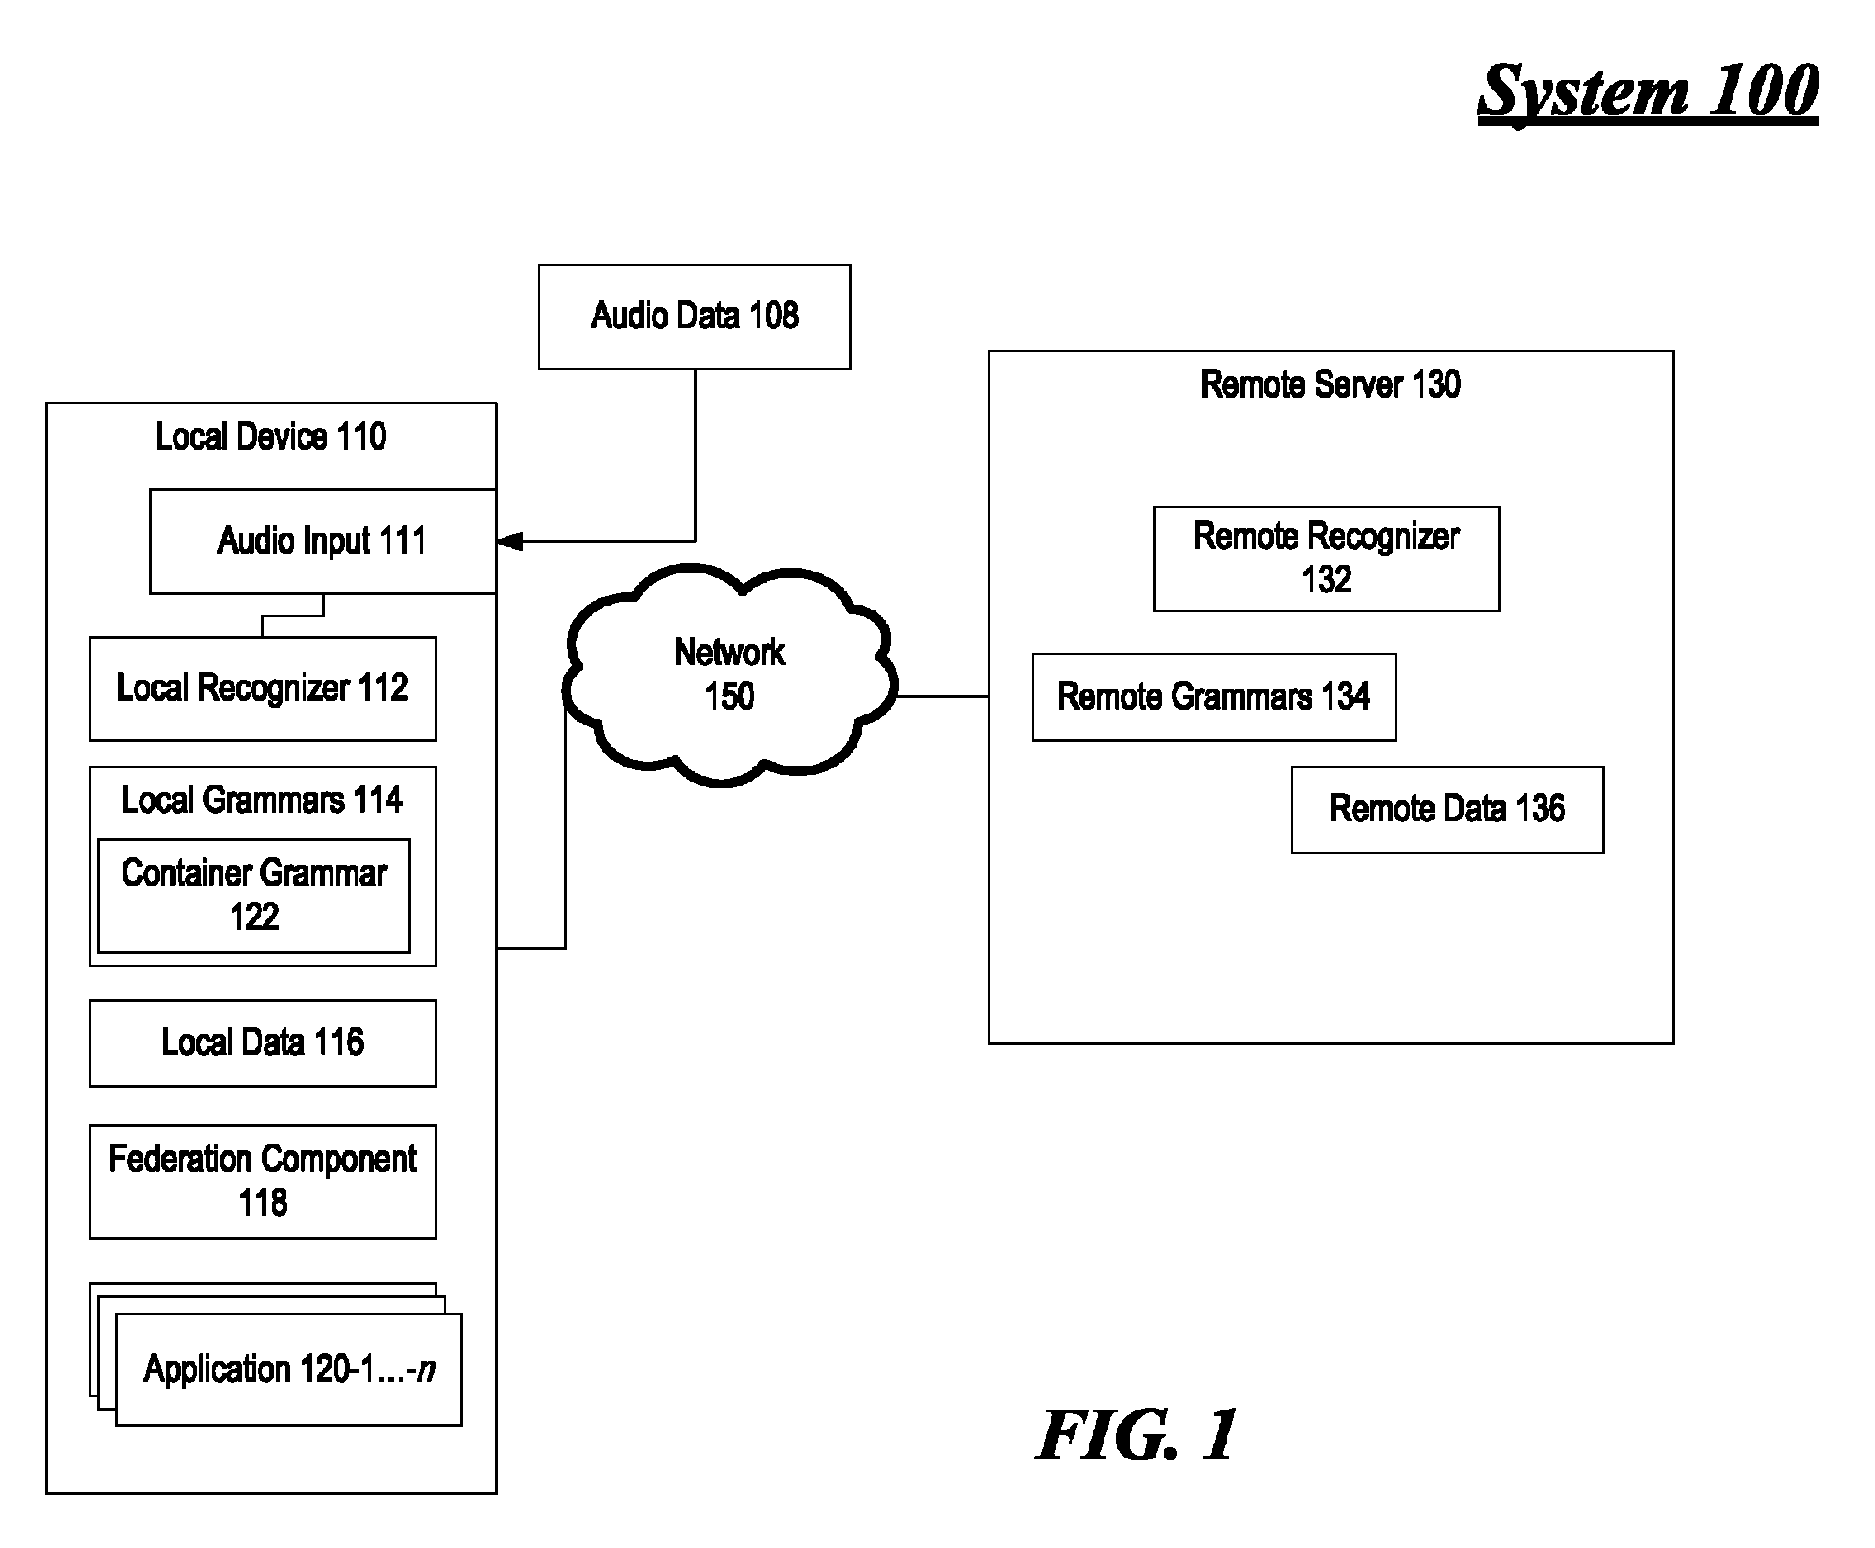 System 100
Audio Data 108
Remote Server 130
Local Device 110
Audio Input 111
Remote Recognizer
132
Network
150
Local Recognizer 112
Remote Grammars 134
Local Grammars 114
Remote Data 136
Container Grammar
122
Local Data 116
Federation Component
118
Application 120-1...-n
FIG. 1